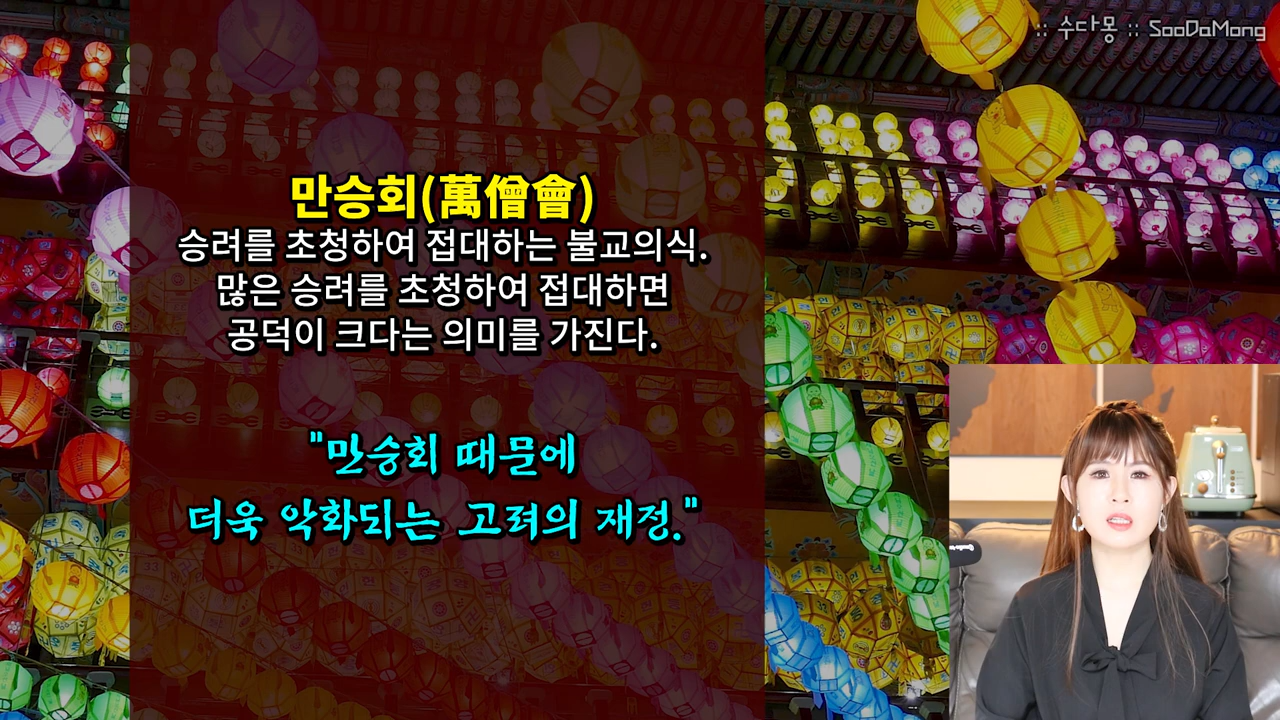 :: 수다몽 :: SooDaMong
만승회(萬僧會)
승려를 초청하여 접대하는 불교의식.
많은 승려를 초청하여 접대하면
공덕이 크다는 의미를 가진다.
"만승회 때문에
더욱 악화되는 고려의 재정."
33
33